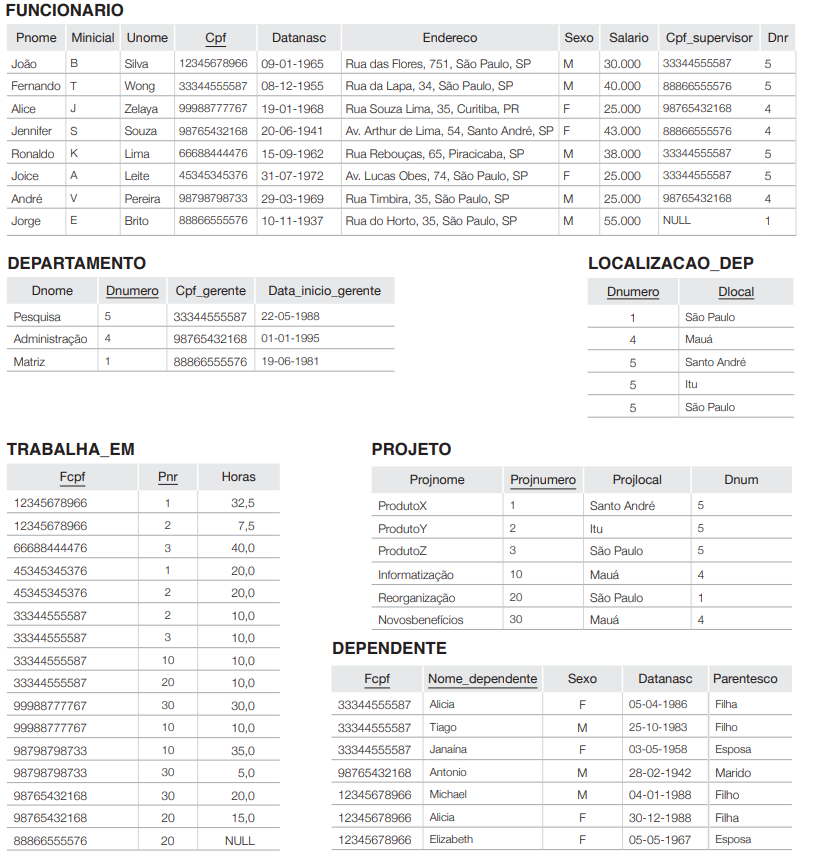 FUNCIONARIO
Pnome Minicial Unome Cpf Datanasc Endereco Sexo Salario Cpf_supervisor Dnr
João B Silva 12345678966 09-01-1965 Rua das Flores, 751, São Paulo, SP M 30.000 33344555587 5
Fernando T Wong 33344555587 08-12-1955 Rua da Lapa, 34, São Paulo, SP M 40.000 88866555576 5
Alice J Zelaya 99988777767 19-01-1968 Rua Souza Lima, 35, Curitiba, PR F 25.000 98765432168 4
Jennifer S Souza 98765432168 20-06-1941 Av. Arthur de Lima, 54, Santo André, SP F 43.000 88866555576 4
Ronaldo K Lima 66688444476 15-09-1962 Rua Rebouças, 65, Piracicaba, SP M 38.000 33344555587 5
Joice A Leite 45345345376 31-07-1972 Av. Lucas Obes, 74, São Paulo, SP F 25.000 33344555587 5
André V Pereira 98798798733 29-03-1969 Rua Timbira, 35, São Paulo, SP M 25.000 98765432168 4
Jorge E Brito 88866555576 10-11-1937 Rua do Horto, 35, São Paulo, SP M 55.000 NULL 1
DEPARTAMENTO
Dnome Dnumero Cpf_gerente Data_inicio_gerente
Pesquisa 5 33344555587 22-05-1988
Administração 4 98765432168 01-01-1995
Matriz 1 88866555576 19-06-1981
LOCALIZACAO_DEP
Dnumero Dlocal
1 São Paulo
4 Mauá
5 Santo André
5 Itu
5 São Paulo
TRABALHA_EM
Fcpf Pnr Horas
12345678966 1 32,5
12345678966 2 7,5
66688444476 3 40,0
45345345376 1 20,0
45345345376 2 20,0
33344555587 2 10,0
33344555587 3 10,0
33344555587 10 10,0
33344555587 20 10,0
99988777767 30 30,0
99988777767 10 10,0
98798798733 10 35,0
98798798733 30 5,0
98765432168 30 20,0
98765432168 20 15,0
88866555576 20 NULL
PROJETO
Projnome Projnumero Projlocal Dnum
ProdutoX 1 Santo André 5
ProdutoY 2 Itu 5
ProdutoZ 3 São Paulo 5
Informatização 10 Mauá 4
Reorganização 20 São Paulo 1
Novosbenefícios 30 Mauá 4
DEPENDENTE
Fcpf Nome_dependente Sexo Datanasc Parentesco
33344555587 Alicia F 05-04-1986 Filha
33344555587 Tiago M 25-10-1983 Filho
33344555587 Janaína F 03-05-1958 Esposa
98765432168 Antonio M 28-02-1942 Marido
12345678966 Michael M 04-01-1988 Filho
12345678966 Alicia F 30-12-1988 Filha
12345678966 Elizabeth F 05-05-1967 Esposa